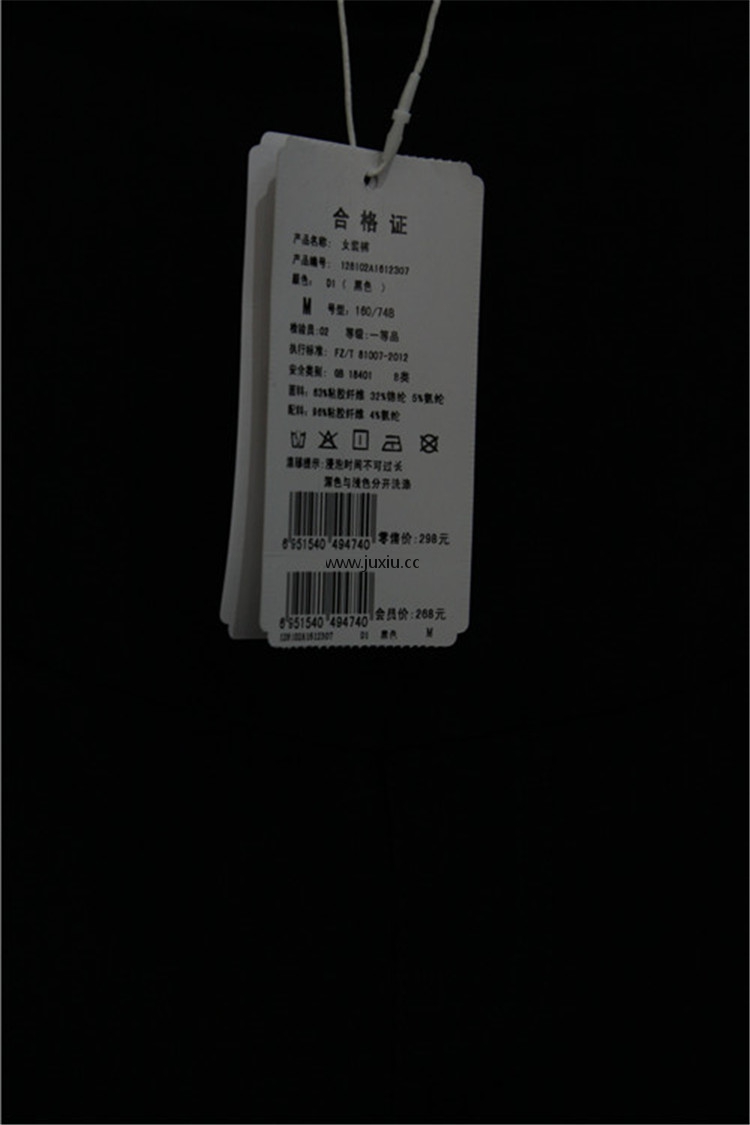 合格证
产品名称: 女装裤
产品编号: 128102A1612307
颜色: D1 ( 黑色 )
M 号型: 160/74B
检验员:02 等级:一等品
执行标准: FZ/T 81007-2012
安全类别: GB 18401 B类
面料: 63%粘胶纤维 32%锦纶 5%氨纶
配料: 96%粘胶纤维 4%氨纶
温馨提示:浸泡时间不可过长
深色与浅色分开洗涤
6 951540 494740 零售价:298元
www.juxiu.cc
6 951540 494740 会员价:268元
128102A1612307 D1 黑色 M